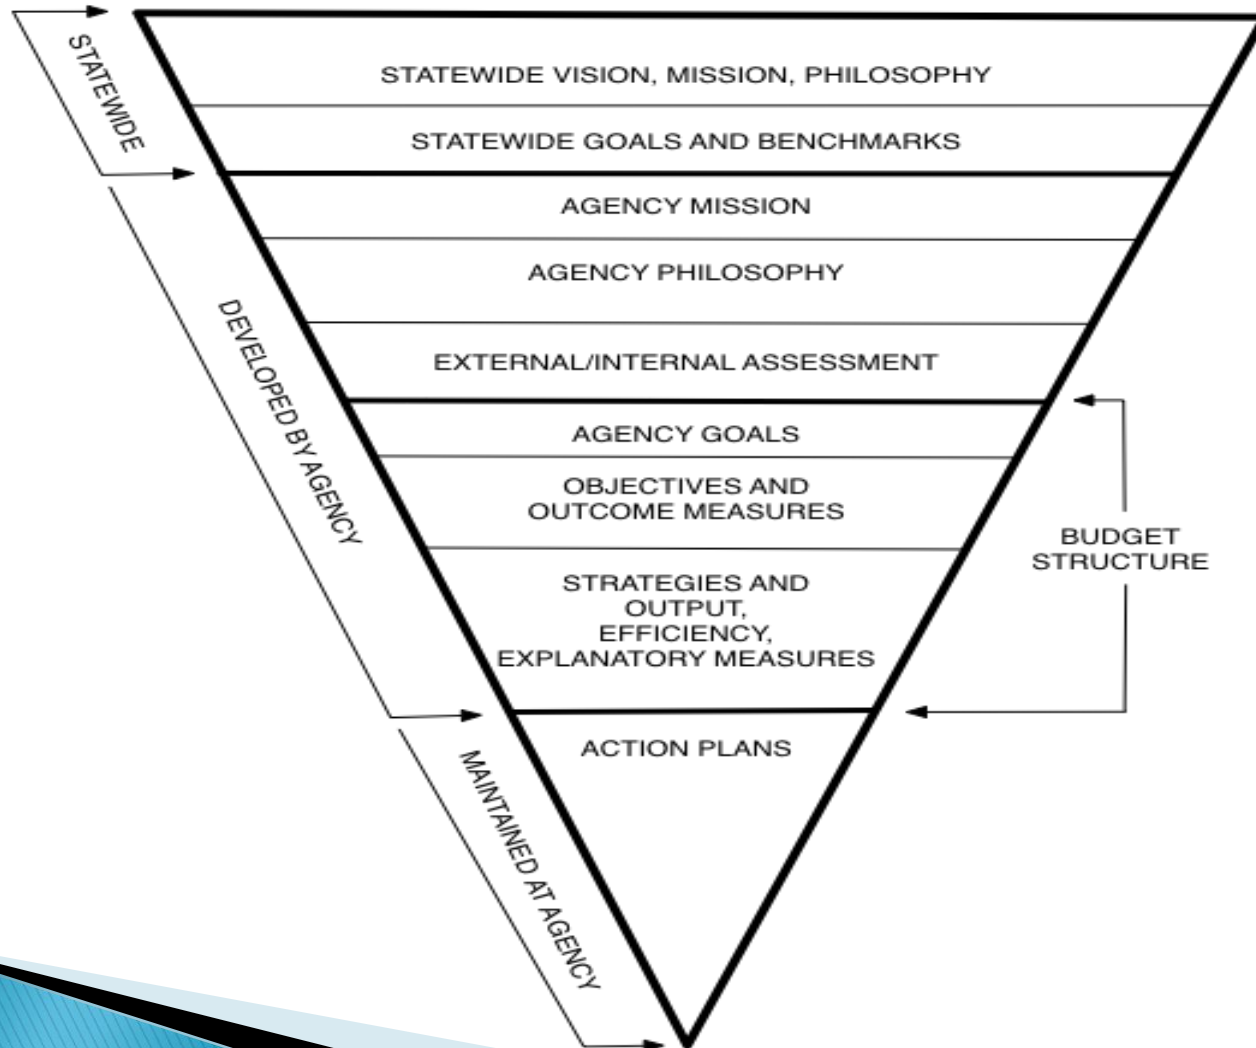 STATEWIDE
STATEWIDE VISION, MISSION, PHILOSOPHY
STATEWIDE GOALS AND BENCHMARKS
DEVELOPED BY AGENCY
AGENCY MISSION
AGENCY PHILOSOPHY
EXTERNAL/INTERNAL ASSESSMENT
AGENCY GOALS
OBJECTIVES AND
OUTCOME MEASURES
STRATEGIES AND
OUTPUT,
EFFICIENCY,
EXPLANATORY MEASURES
BUDGET
STRUCTURE
MAINTAINED AT AGENCY
ACTION PLANS